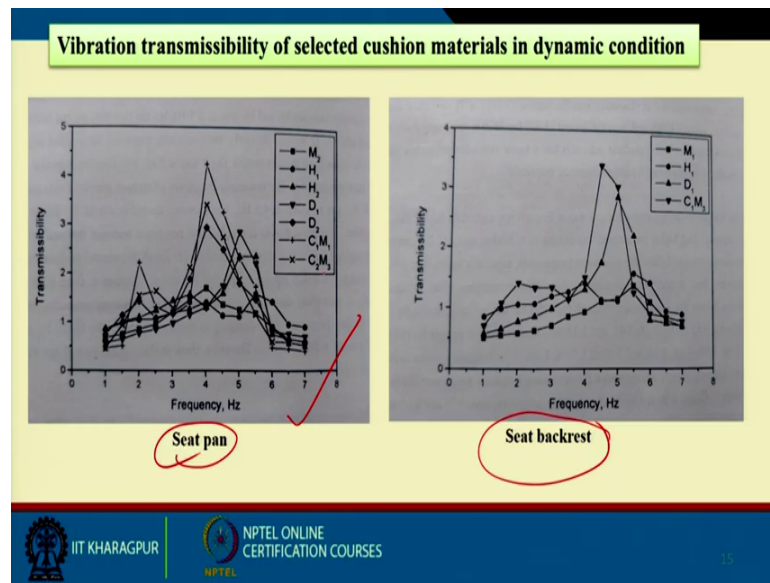 Vibration transmissibility of selected cushion materials in dynamic condition
5
4
3
2
1
0
Transmissibility
0 1 2 3 4 5 6 7 8
Frequency, Hz
M₂
H₁
H₂
D₁
D₂
C₁M₁
C₂M₃
Seat pan
4
3
2
1
0
Transmissibility
0 1 2 3 4 5 6 7 8
Frequency, Hz
M₁
H₁
D₁
C₁M₃
Seat backrest
IIT KHARAGPUR
NPTEL
NPTEL ONLINE
CERTIFICATION COURSES
15